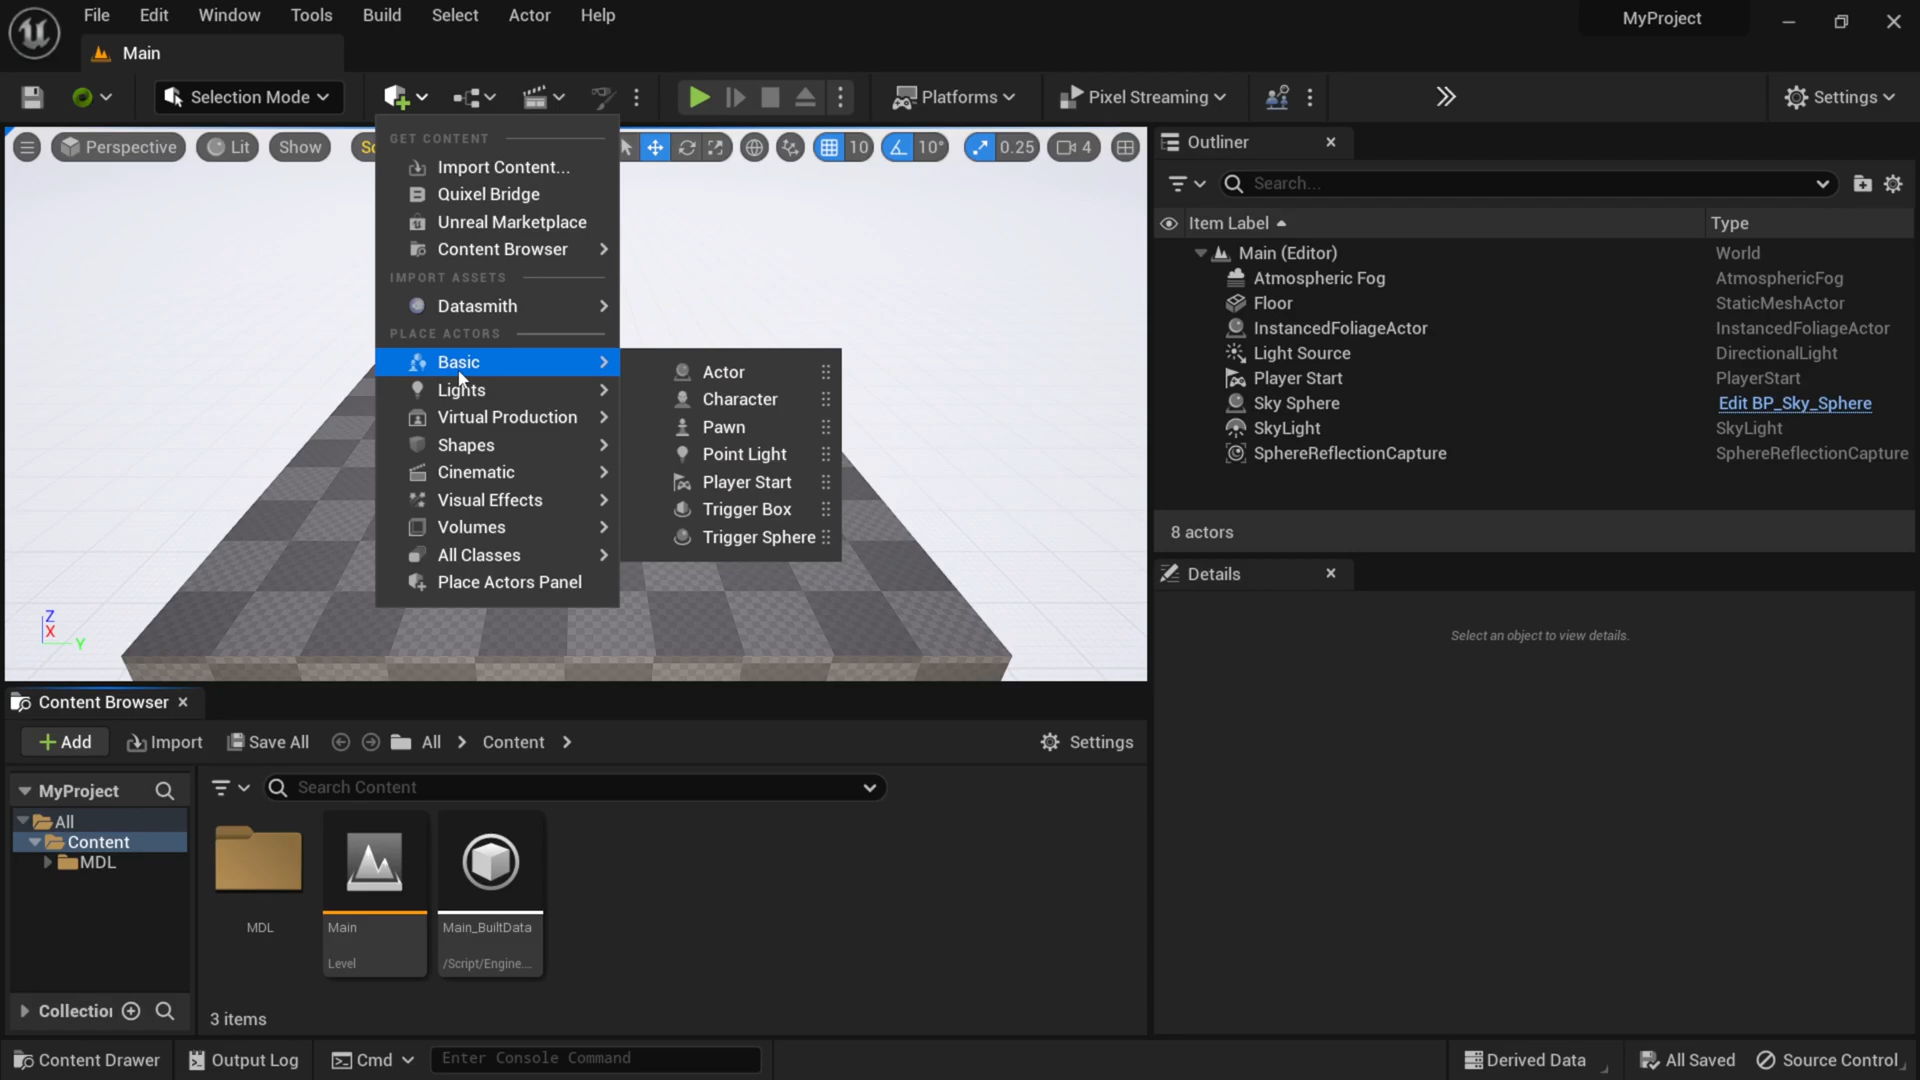 File Edit Window Tools Build Select Actor Help
MyProject
Main
Selection Mode
Platforms
Pixel Streaming
Settings
Perspective
Lit
Show
10
10°
0.25
4
GET CONTENT
Import Content...
Quixel Bridge
Unreal Marketplace
Content Browser
IMPORT ASSETS
Datasmith
PLACE ACTORS
Basic
Lights
Virtual Production
Shapes
Cinematic
Visual Effects
Volumes
All Classes
Place Actors Panel
Actor
Character
Pawn
Point Light
Player Start
Trigger Box
Trigger Sphere
Z
X
Y
Outliner
Search...
Item Label Type
Main (Editor) World
Atmospheric Fog AtmosphericFog
Floor StaticMeshActor
InstancedFoliageActor InstancedFoliageActor
Light Source DirectionalLight
Player Start PlayerStart
Sky Sphere Edit BP_Sky_Sphere
SkyLight SkyLight
SphereReflectionCapture SphereReflectionCapture
8 actors
Details
Select an object to view details.
Content Browser
Add Import Save All All Content Settings
MyProject
Search Content
All
Content
MDL
MDL
Main
Level
Main_BuiltData
/Script/Engine....
Collection
3 items
Content Drawer Output Log Cmd Enter Console Command Derived Data All Saved Source Control